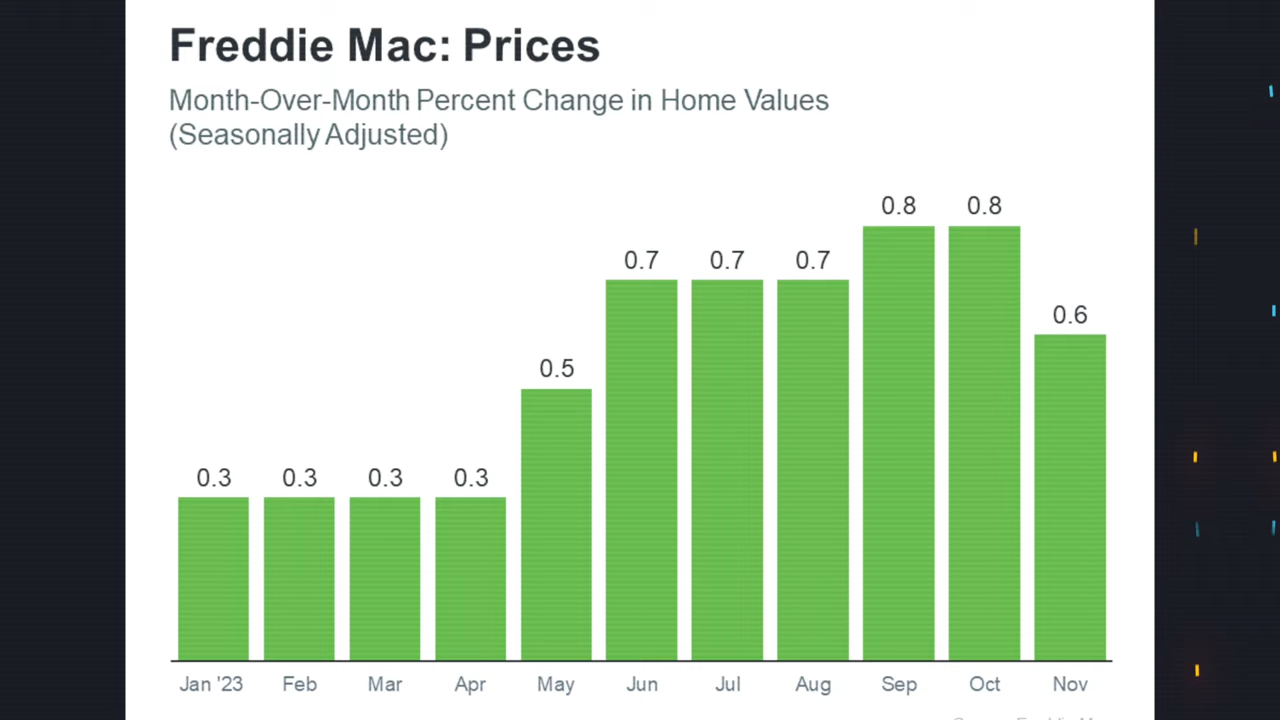 Freddie Mac: Prices
Month-Over-Month Percent Change in Home Values
(Seasonally Adjusted)
0.8 0.8
0.7 0.7 0.7
0.6
0.5
0.3 0.3 0.3 0.3
Jan '23 Feb Mar Apr May Jun Jul Aug Sep Oct Nov